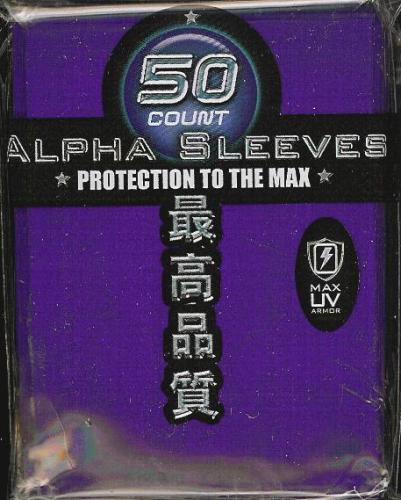 50
COUNT
ALPHA SLEEVES
PROTECTION TO THE MAX
最高品質
MAX
UV
ARMOR